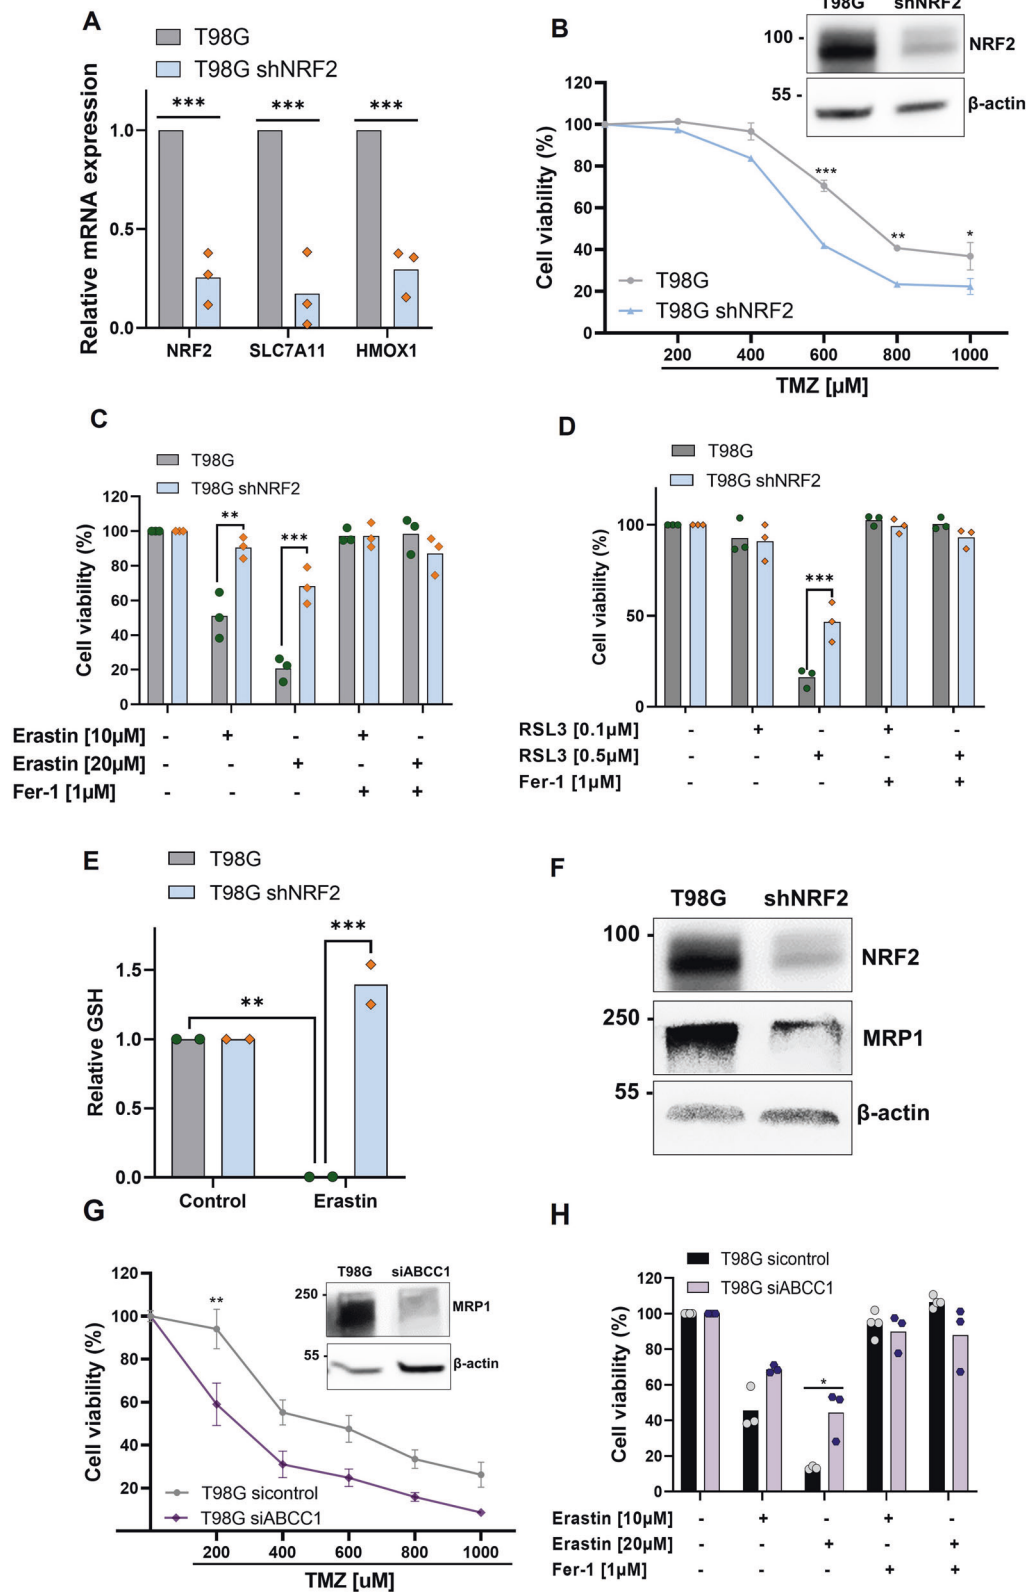 A
T98G
T98G shNRF2
Relative mRNA expression
***
***
***
1.0
0.5
0.0
NRF2
SLC7A11
HMOX1
B
T98G
shNRF2
100 -
NRF2
55 -
β-actin
Cell viability (%)
120
100
80
60
40
20
0
***
**
*
T98G
T98G shNRF2
200
400
600
800
1000
TMZ [µM]
C
T98G
T98G shNRF2
Cell viability (%)
120
100
80
60
40
20
0
**
***
Erastin [10µM] - + - + -
Erastin [20µM] - - + - +
Fer-1 [1µM] - - - + +
D
T98G
T98G shNRF2
Cell viability (%)
100
50
0
***
RSL3 [0.1µM] - + - + -
RSL3 [0.5µM] - - + - +
Fer-1 [1µM] - - - + +
E
T98G
T98G shNRF2
Relative GSH
1.5
1.0
0.5
0.0
**
***
Control
Erastin
F
T98G
shNRF2
100
NRF2
250
MRP1
55
β-actin
G
Cell viability (%)
120
100
80
60
40
20
**
T98G
siABCC1
250
MRP1
55
β-actin
T98G sicontrol
T98G siABCC1
200
400
600
800
1000
TMZ [uM]
H
T98G sicontrol
T98G siABCC1
Cell viability (%)
120
100
80
60
40
20
0
*
Erastin [10µM] - + - + -
Erastin [20µM] - - + - +
Fer-1 [1µM] - - - + +